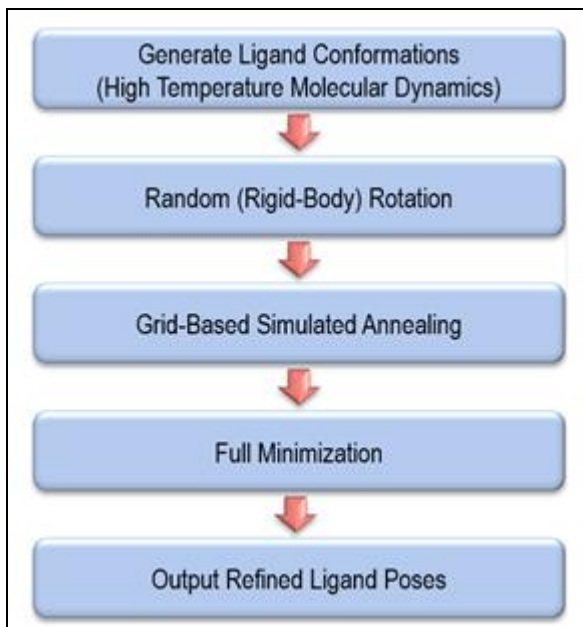 Generate Ligand Conformations
(High Temperature Molecular Dynamics)
Random (Rigid-Body) Rotation
Grid-Based Simulated Annealing
Full Minimization
Output Refined Ligand Poses